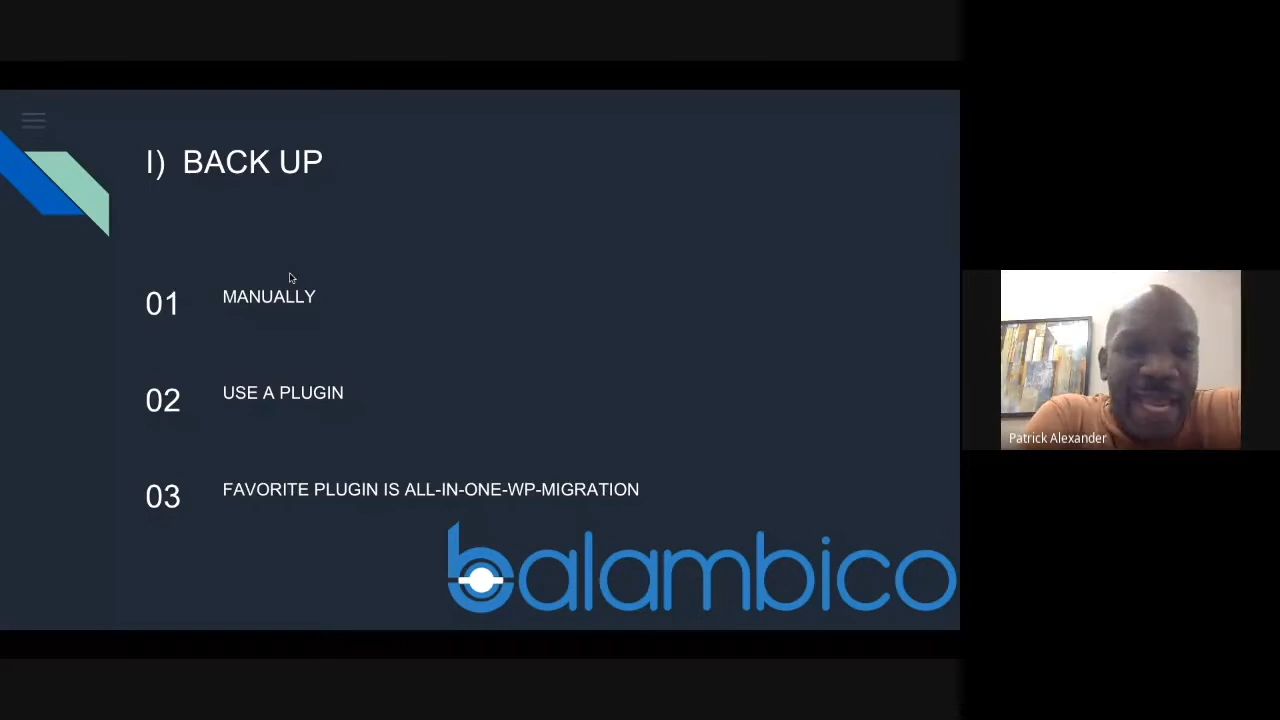 I) BACK UP
01 MANUALLY
02 USE A PLUGIN
03 FAVORITE PLUGIN IS ALL-IN-ONE-WP-MIGRATION
balambico
Patrick Alexander